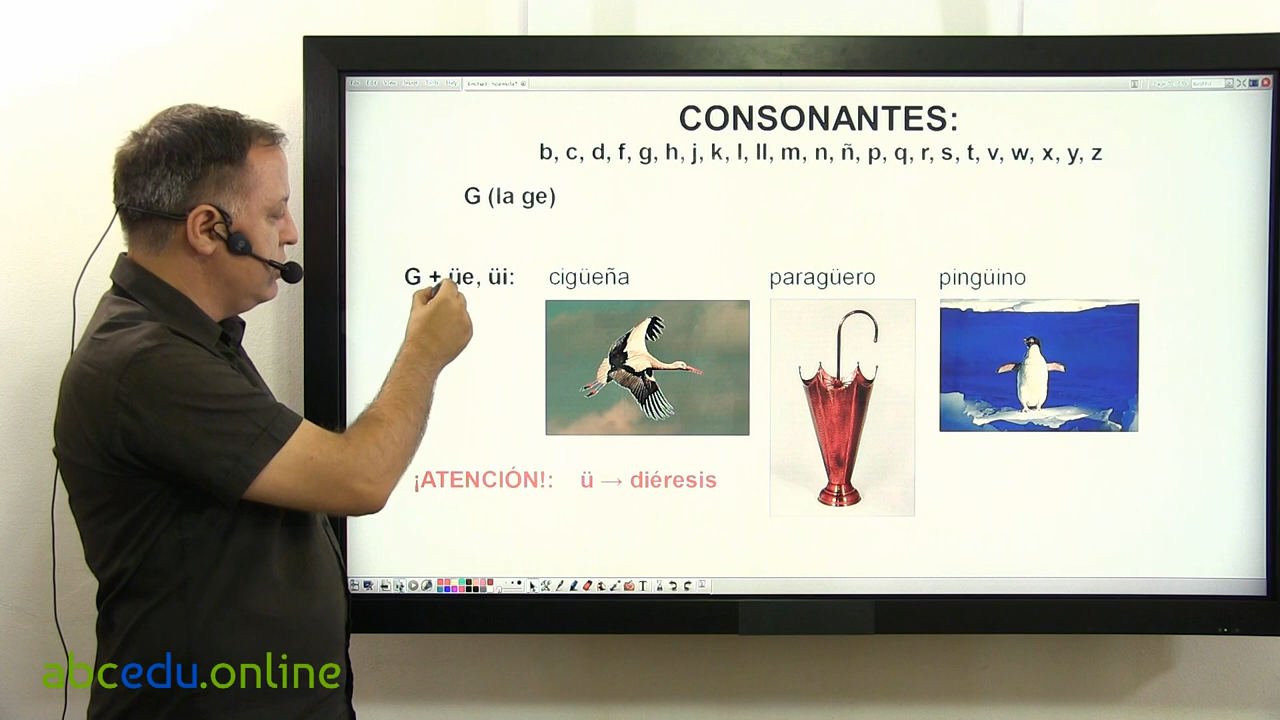 CONSONANTES:
b, c, d, f, g, h, j, k, l, ll, m, n, ñ, p, q, r, s, t, v, w, x, y, z
G (la ge)
G + üe, üi: cigüeña paragüero pingüino
¡ATENCIÓN!: ü → diéresis
abcedu.online